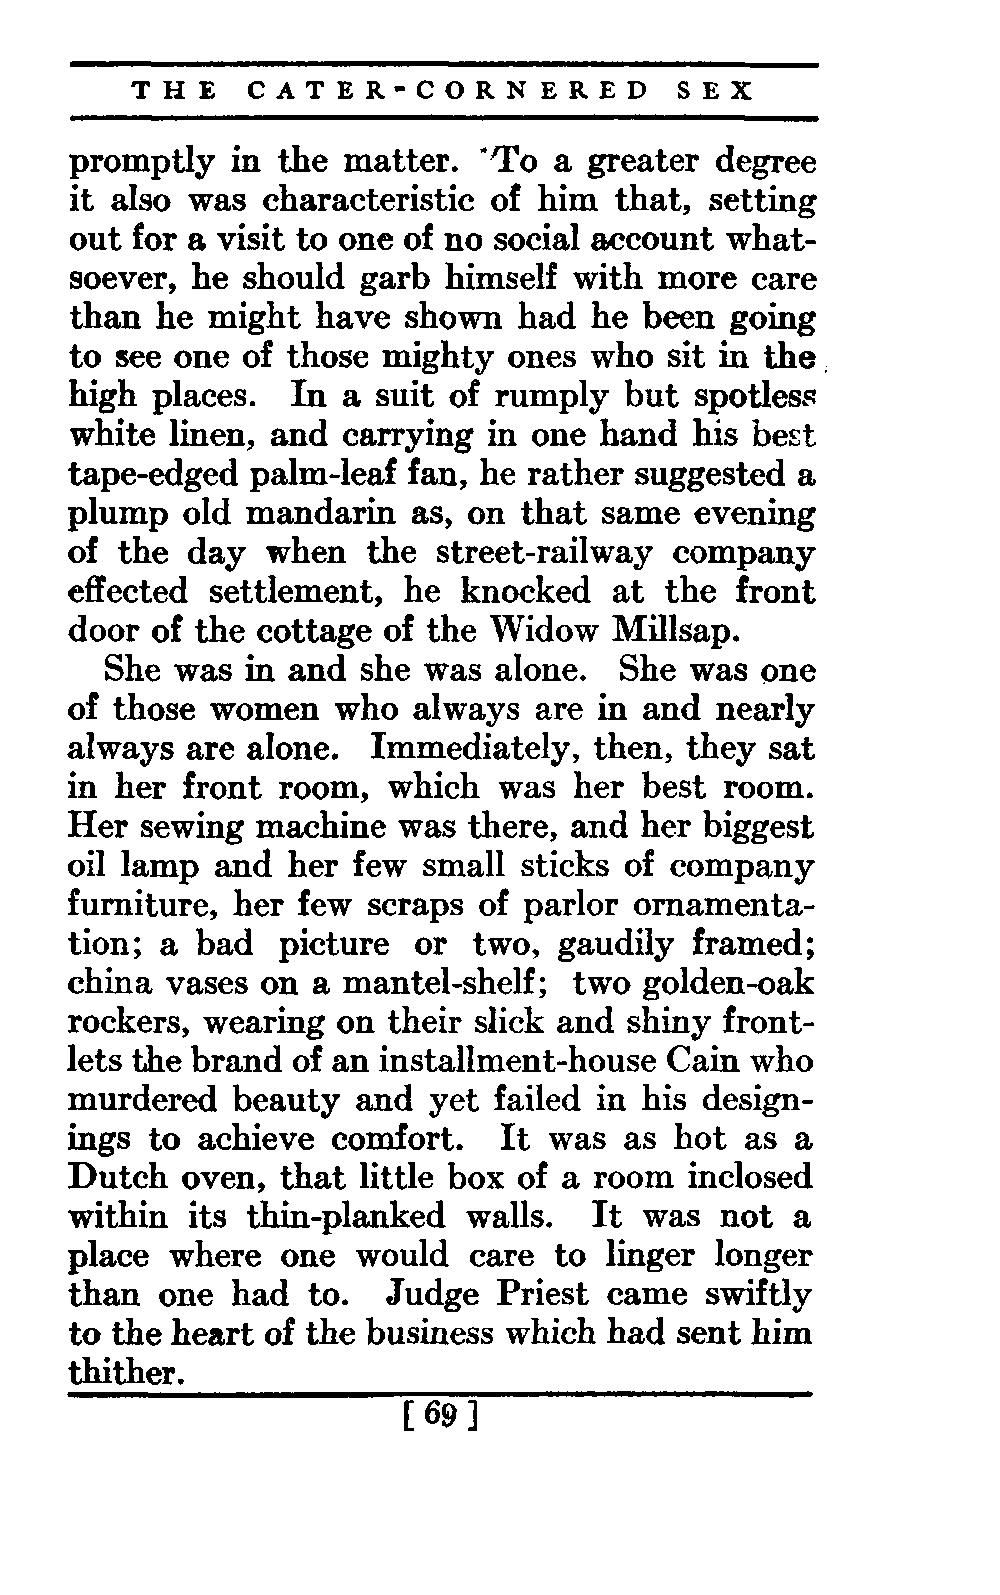 THE CATER-CORNERED SEX
promptly in the matter. To a greater degree
it also was characteristic of him that, setting
out for a visit to one of no social account what-
soever, he should garb himself with more care
than he might have shown had he been going
to see one of those mighty ones who sit in the
high places. In a suit of rumply but spotless
white linen, and carrying in one hand his best
tape-edged palm-leaf fan, he rather suggested a
plump old mandarin as, on that same evening
of the day when the street-railway company
effected settlement, he knocked at the front
door of the cottage of the Widow Millsap.
She was in and she was alone. She was one
of those women who always are in and nearly
always are alone. Immediately, then, they sat
in her front room, which was her best room.
Her sewing machine was there, and her biggest
oil lamp and her few small sticks of company
furniture, her few scraps of parlor ornamenta-
tion; a bad picture or two, gaudily framed;
china vases on a mantel-shelf; two golden-oak
rockers, wearing on their slick and shiny front-
lets the brand of an installment-house Cain who
murdered beauty and yet failed in his design-
ings to achieve comfort. It was as hot as a
Dutch oven, that little box of a room inclosed
within its thin-planked walls. It was not a
place where one would care to linger longer
than one had to. Judge Priest came swiftly
to the heart of the business which had sent him
thither.
[ 69 ]